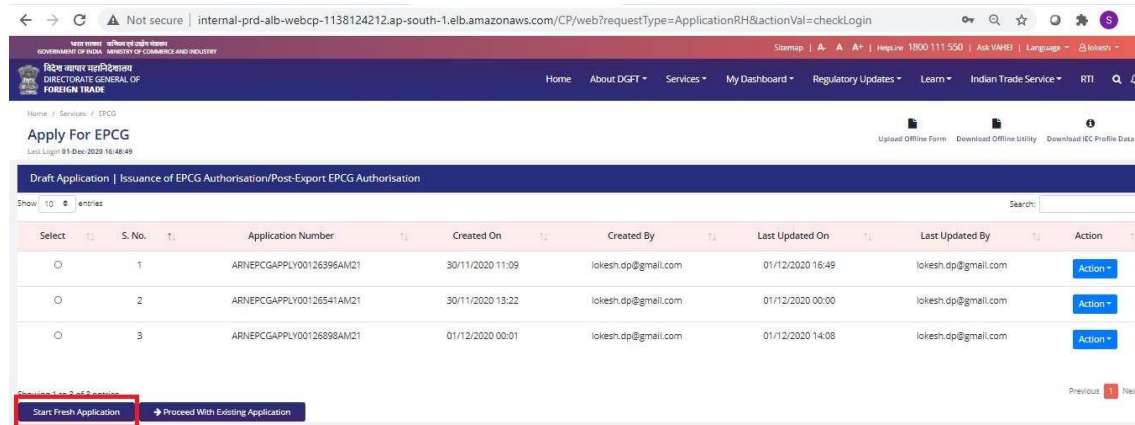 Not secure | internal-prd-alb-webcp-1138124212.ap-south-1.elb.amazonaws.com/CP/web?requestType=ApplicationRH&actionVal=checkLogin S
भारत सरकार वाणिज्य एवं उद्योग मंत्रालय
GOVERNMENT OF INDIA MINISTRY OF COMMERCE AND INDUSTRY
Sitemap | A- A A+ | HelpLine 1800 111 550 | Ask VAHEI | Language lokesh
विदेश व्यापार महानिदेशालय
DIRECTORATE GENERAL OF
FOREIGN TRADE
Home About DGFT Services My Dashboard Regulatory Updates Learn Indian Trade Service RTI
Home / Services / EPCG
Apply For EPCG
Last Login 01-Dec-2020 16:48:49
Upload Offline Form Download Offline Utility Download IEC Profile Data
Draft Application | Issuance of EPCG Authorisation/Post-Export EPCG Authorisation
Show 10 entries Search:
Select S. No. Application Number Created On Created By Last Updated On Last Updated By Action
1 ARNEPCGAPPLY00126396AM21 30/11/2020 11:09 lokesh.dp@gmail.com 01/12/2020 16:49 lokesh.dp@gmail.com Action
2 ARNEPCGAPPLY00126541AM21 30/11/2020 13:22 lokesh.dp@gmail.com 01/12/2020 00:00 lokesh.dp@gmail.com Action
3 ARNEPCGAPPLY00126898AM21 01/12/2020 00:01 lokesh.dp@gmail.com 01/12/2020 14:08 lokesh.dp@gmail.com Action
Showing 1 to 3 of 3 entries
Previous 1 Nex
Start Fresh Application Proceed With Existing Application